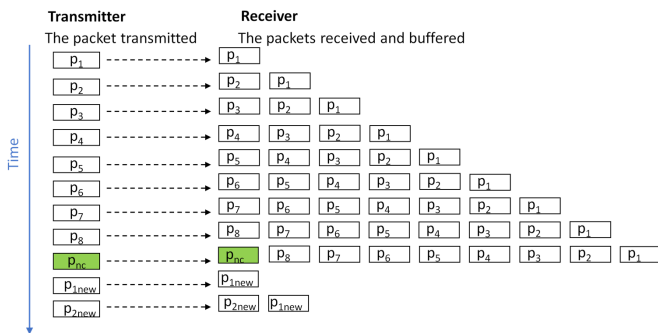 Transmitter Receiver
The packet transmitted The packets received and buffered
p1 p1
p2 p2 p1
p3 p3 p2 p1
p4 p4 p3 p2 p1
p5 p5 p4 p3 p2 p1
p6 p6 p5 p4 p3 p2 p1
p7 p7 p6 p5 p4 p3 p2 p1
p8 p8 p7 p6 p5 p4 p3 p2 p1
pnc pnc p8 p7 p6 p5 p4 p3 p2 p1
p1new p1new
p2new p2new p1new
Time